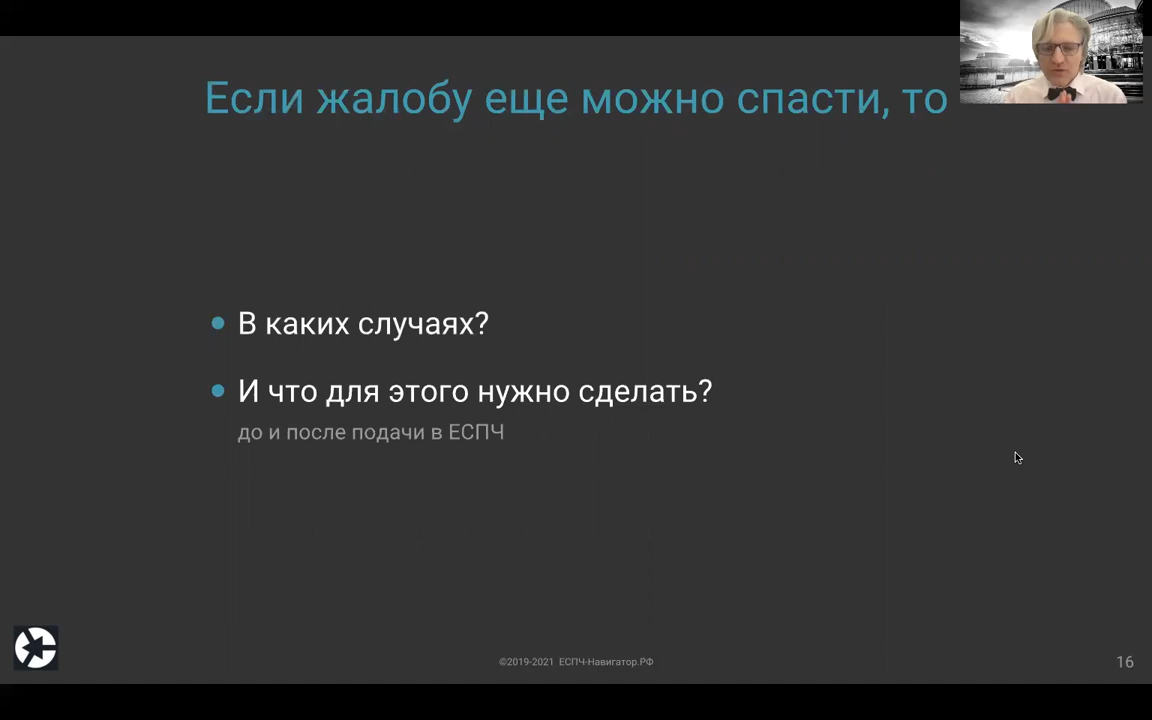 Если жалобу еще можно спасти, то
В каких случаях?
И что для этого нужно сделать?
до и после подачи в ЕСПЧ
©2019-2021 ЕСПЧ-Навигатор.РФ
16